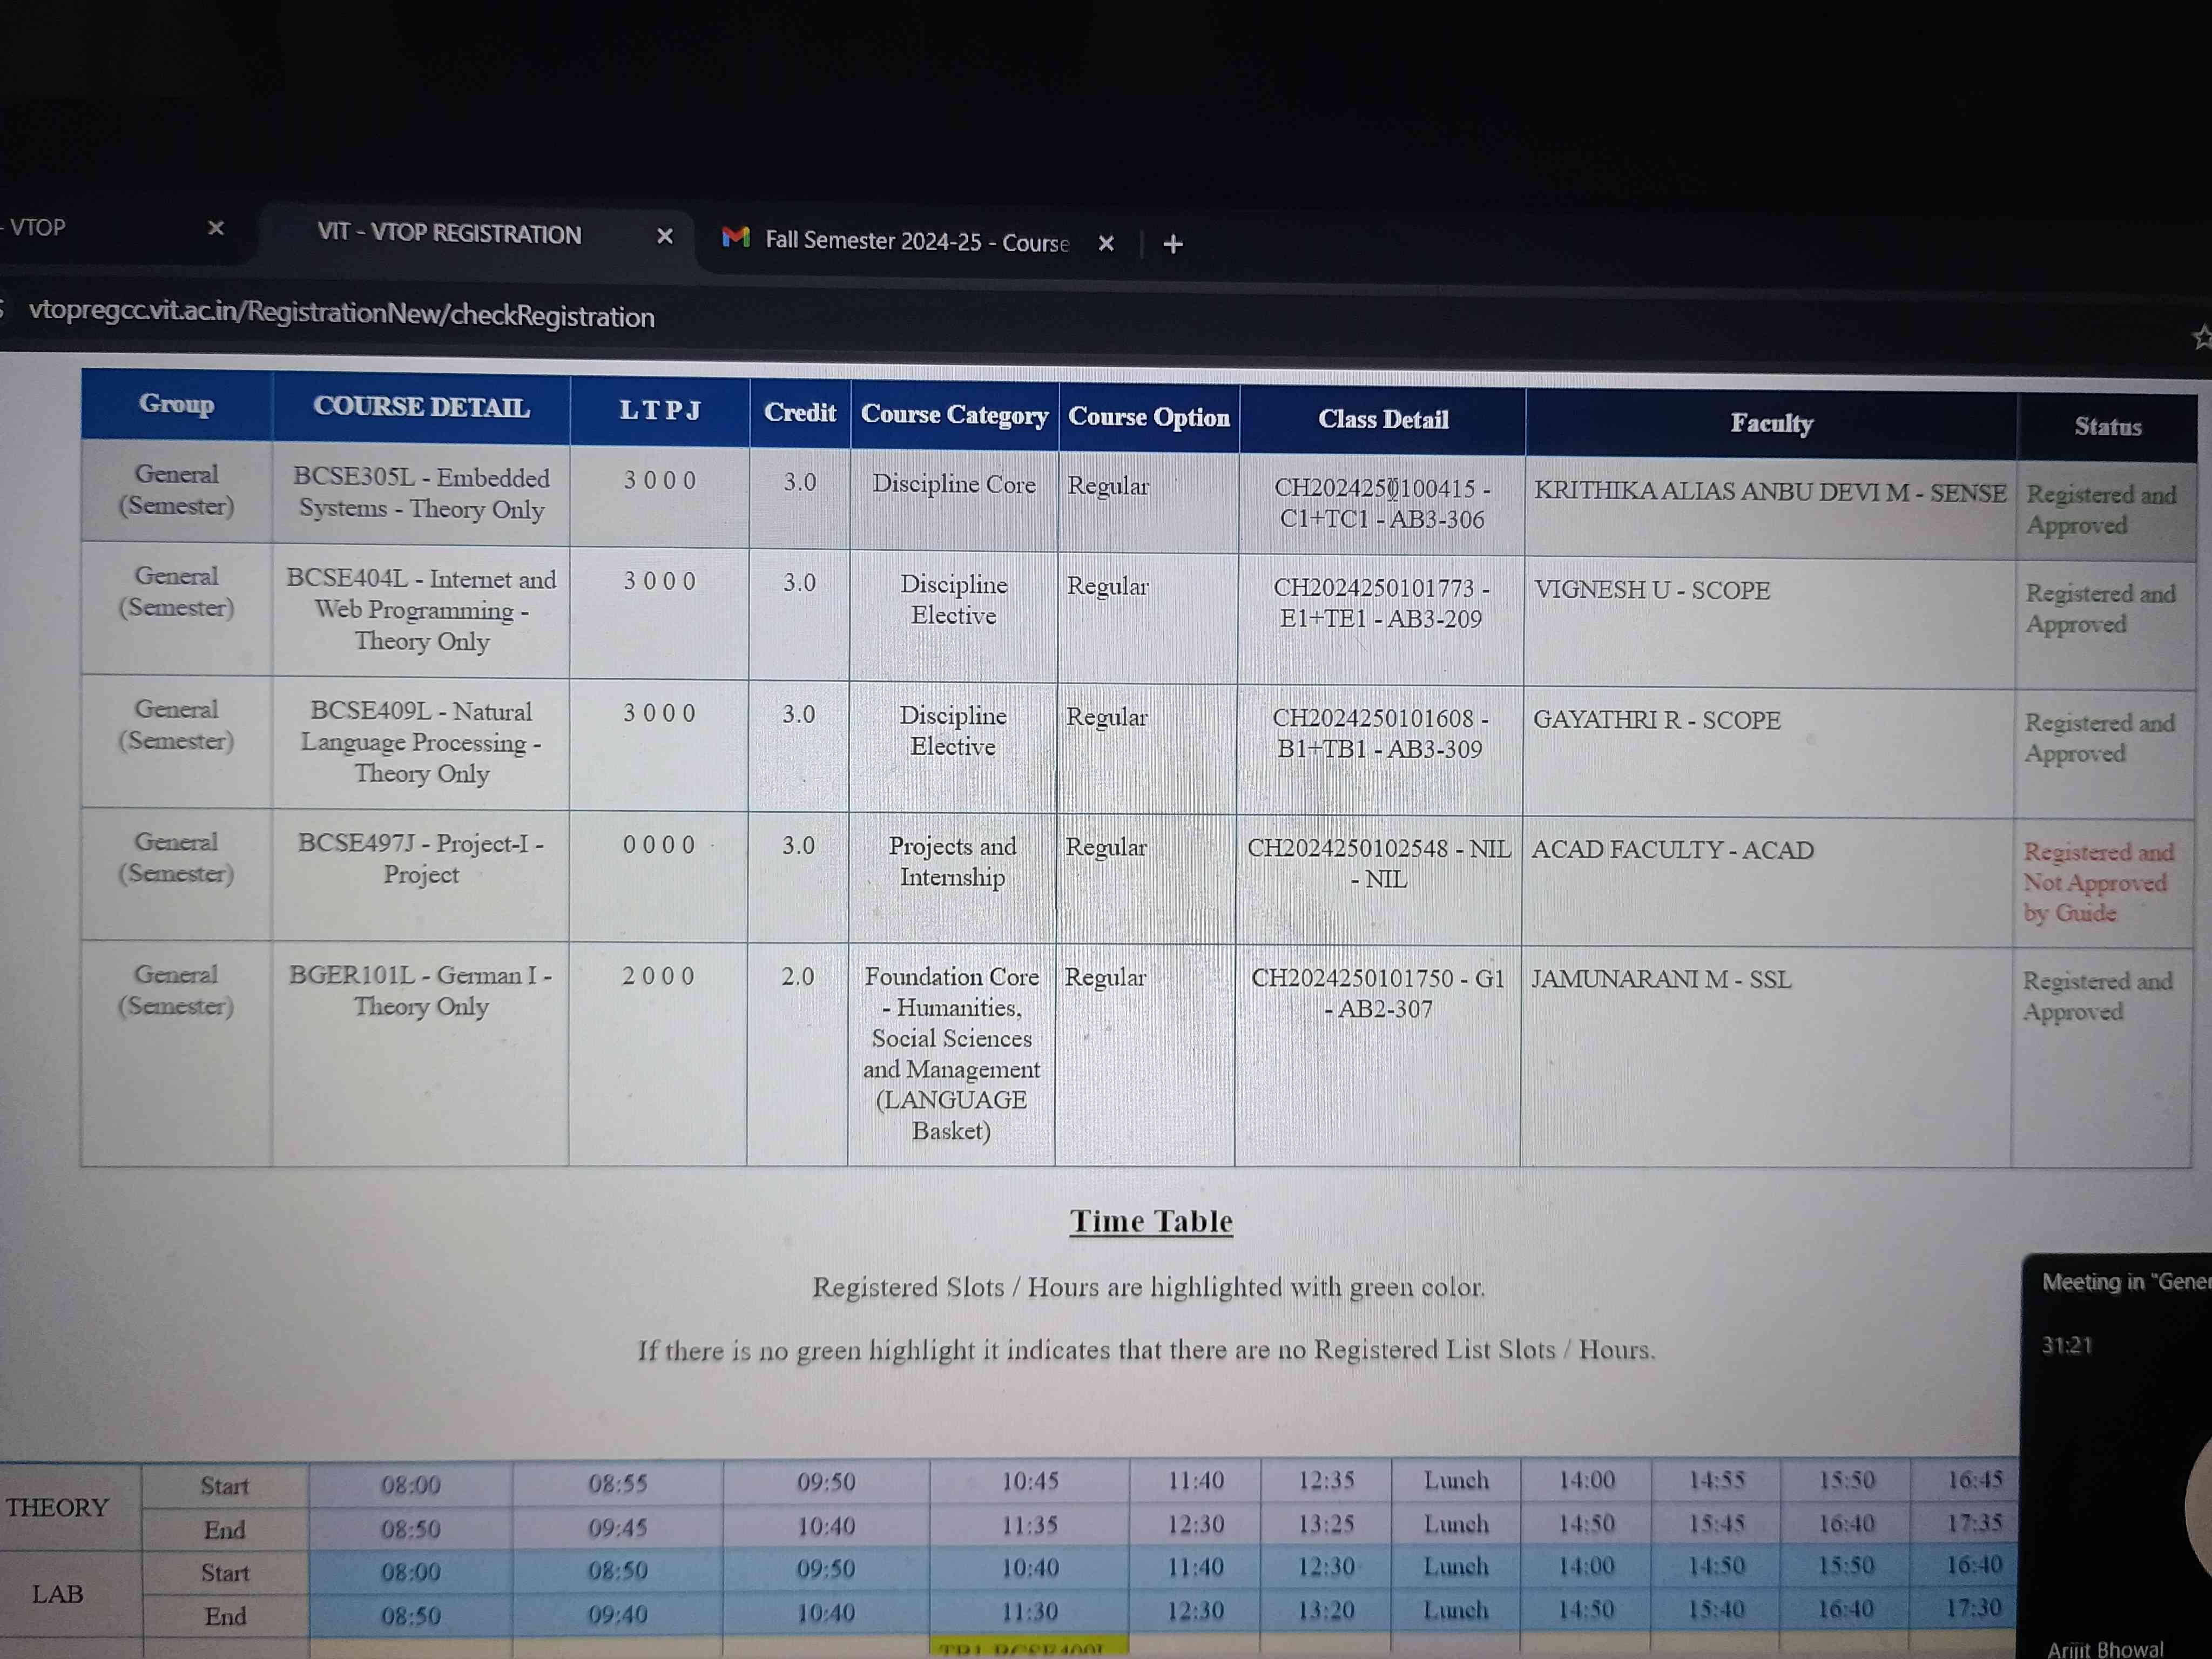 - VTOP
VIT - VTOP REGISTRATION
Fall Semester 2024-25 - Course
vtopregcc.vit.ac.in/RegistrationNew/checkRegistration
Group COURSE DETAIL L T P J Credit Course Category Course Option Class Detail Faculty Status
General
(Semester)
BCSE305L - Embedded
Systems - Theory Only
3 0 0 0
3.0
Discipline Core
Regular
CH2024250100415 -
C1+TC1 - AB3-306
KRITHIKA ALIAS ANBU DEVI M - SENSE
Registered and
Approved
General
(Semester)
BCSE404L - Internet and
Web Programming -
Theory Only
3 0 0 0
3.0
Discipline
Elective
Regular
CH2024250101773 -
E1+TE1 - AB3-209
VIGNESH U - SCOPE
Registered and
Approved
General
(Semester)
BCSE409L - Natural
Language Processing -
Theory Only
3 0 0 0
3.0
Discipline
Elective
Regular
CH2024250101608 -
B1+TB1 - AB3-309
GAYATHRI R - SCOPE
Registered and
Approved
General
(Semester)
BCSE497J - Project-I -
Project
0 0 0 0
3.0
Projects and
Internship
Regular
CH2024250102548 - NIL
- NIL
ACAD FACULTY - ACAD
Registered and
Not Approved
by Guide
General
(Semester)
BGER101L - German I -
Theory Only
2 0 0 0
2.0
Foundation Core
- Humanities,
Social Sciences
and Management
(LANGUAGE
Basket)
Regular
CH2024250101750 - G1
- AB2-307
JAMUNARANI M - SSL
Registered and
Approved
Time Table
Registered Slots / Hours are highlighted with green color.
If there is no green highlight it indicates that there are no Registered List Slots / Hours.
Meeting in "Gener
31:21
Arijit Bhowal
THEORY
Start 08:00 08:55 09:50 10:45 11:40 12:35 Lunch 14:00 14:55 15:50 16:45
End 08:50 09:45 10:40 11:35 12:30 13:25 Lunch 14:50 15:45 16:40 17:35
LAB
Start 08:00 08:50 09:50 10:40 11:40 12:30 Lunch 14:00 14:50 15:50 16:40
End 08:50 09:40 10:40 11:30 12:30 13:20 Lunch 14:50 15:40 16:40 17:30